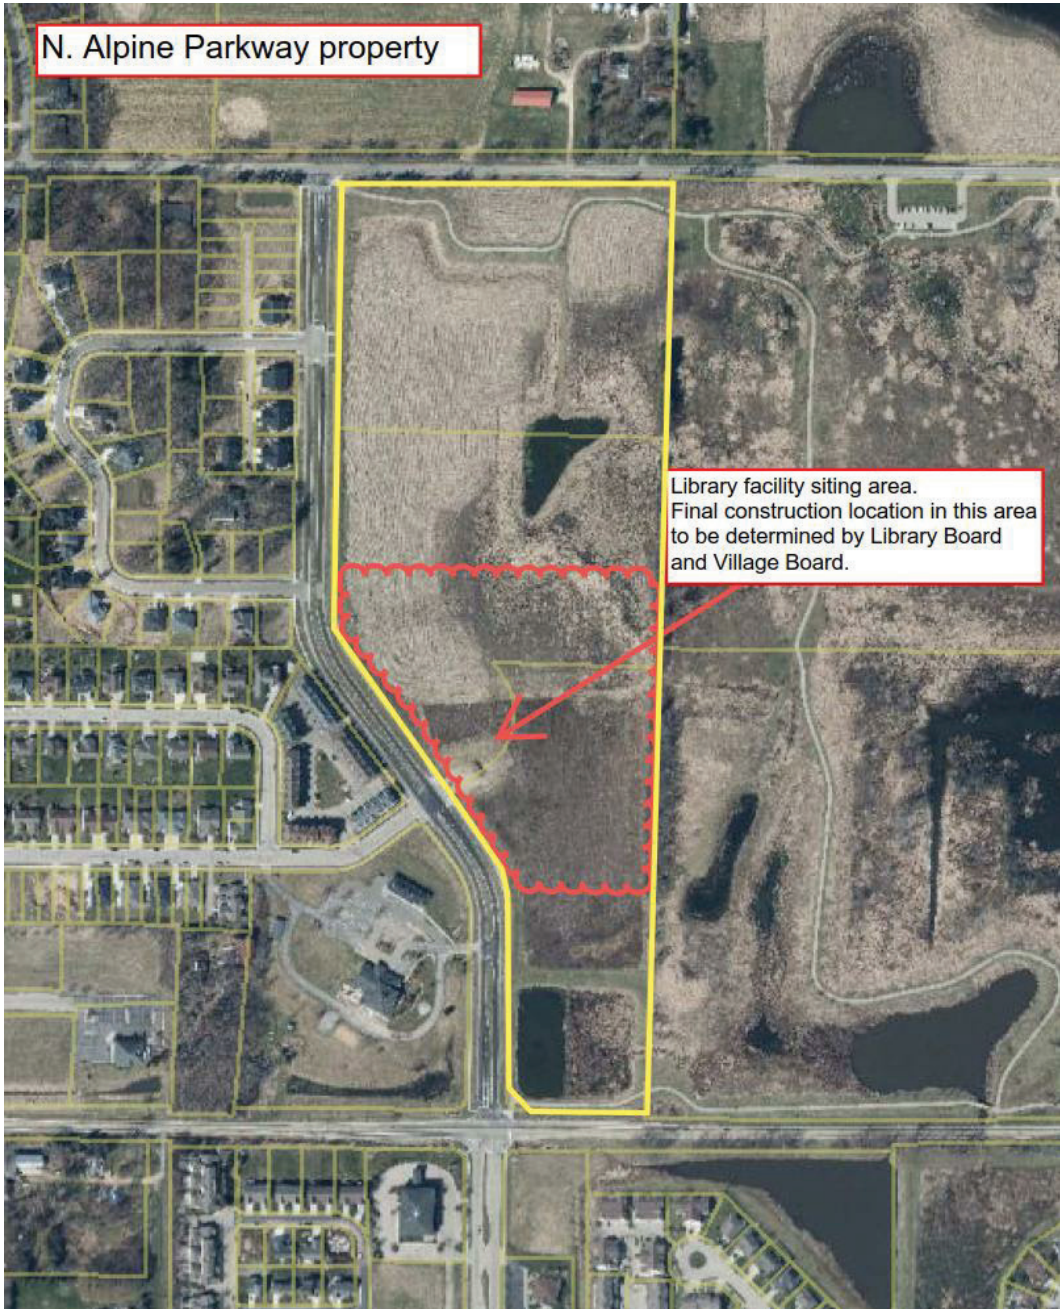 N. Alpine Parkway property
Library facility siting area.
Final construction location in this area
to be determined by Library Board
and Village Board.